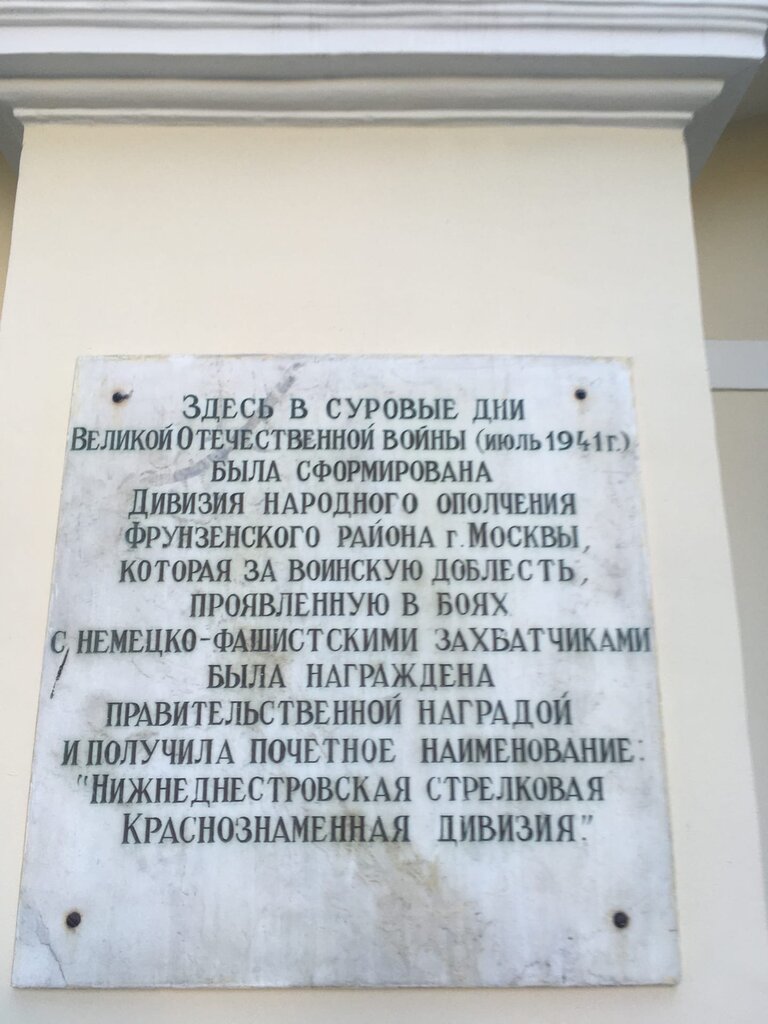 Здесь в суровые дни
Великой Отечественной войны (июль 1941 г.)
была сформирована
Дивизия народного ополчения
Фрунзенского района г. Москвы,
которая за воинскую доблесть,
проявленную в боях
с немецко-фашистскими захватчиками
была награждена
правительственной наградой
и получила почетное наименование:
"Нижнеднестровская стрелковая
Краснознаменная дивизия."